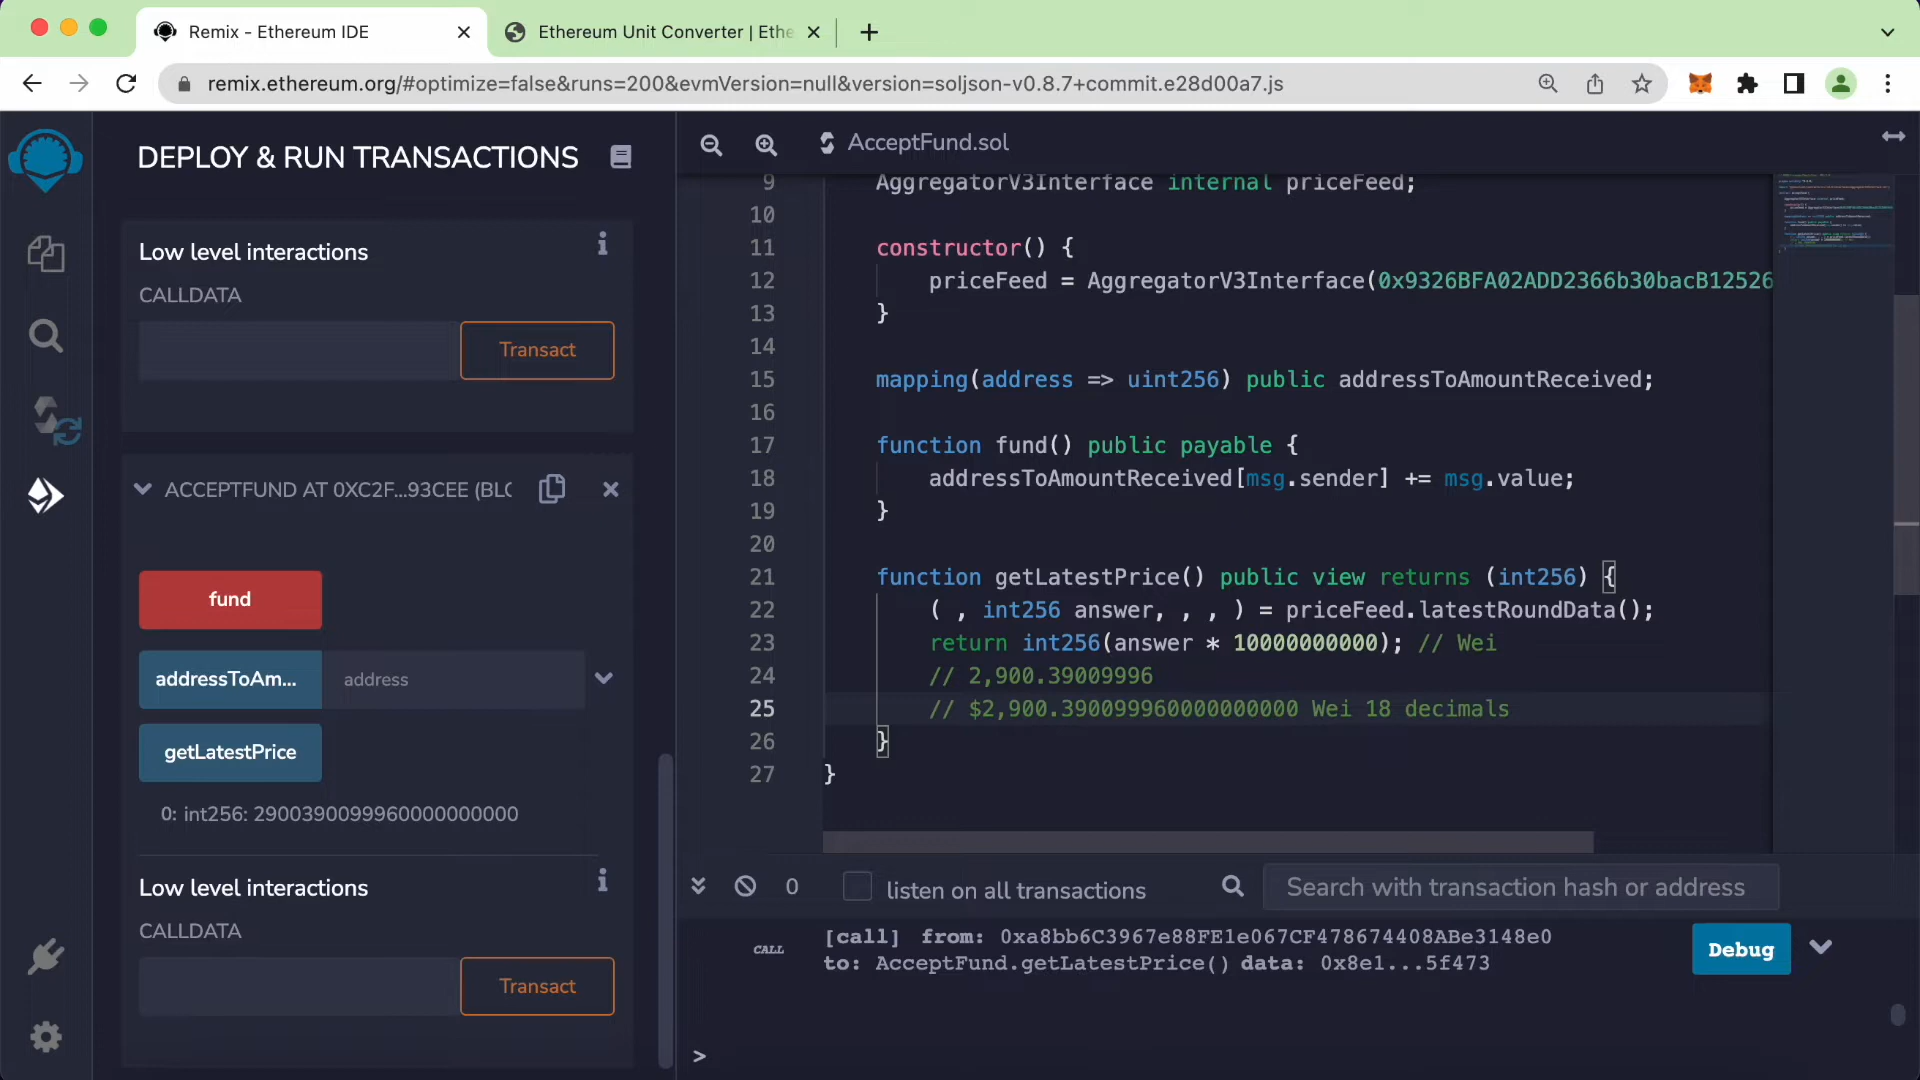 Remix - Ethereum IDE
Ethereum Unit Converter | Ethe
remix.ethereum.org/#optimize=false&runs=200&evmVersion=null&version=soljson-v0.8.7+commit.e28d00a7.js
DEPLOY & RUN TRANSACTIONS
Low level interactions
CALLDATA
Transact
ACCEPTFUND AT 0XC2F...93CEE (BLC
fund
addressToAm...
address
getLatestPrice
0: int256: 2900390099960000000000
Low level interactions
CALLDATA
Transact
AcceptFund.sol
9 AggregatorV3Interface internal priceFeed;
10
11 constructor() {
12 priceFeed = AggregatorV3Interface(0x9326BFA02ADD2366b30bacB12526
13 }
14
15 mapping(address => uint256) public addressToAmountReceived;
16
17 function fund() public payable {
18 addressToAmountReceived[msg.sender] += msg.value;
19 }
20
21 function getLatestPrice() public view returns (int256) {
22 ( , int256 answer, , , ) = priceFeed.latestRoundData();
23 return int256(answer * 10000000000); // Wei
24 // 2,900.39009996
25 // $2,900.390099960000000000 Wei 18 decimals
26 }
27 }
0
listen on all transactions
Search with transaction hash or address
CALL
[call] from: 0xa8bb6C3967e88FE1e067CF478674408ABe3148e0
to: AcceptFund.getLatestPrice() data: 0x8e1...5f473
Debug
>